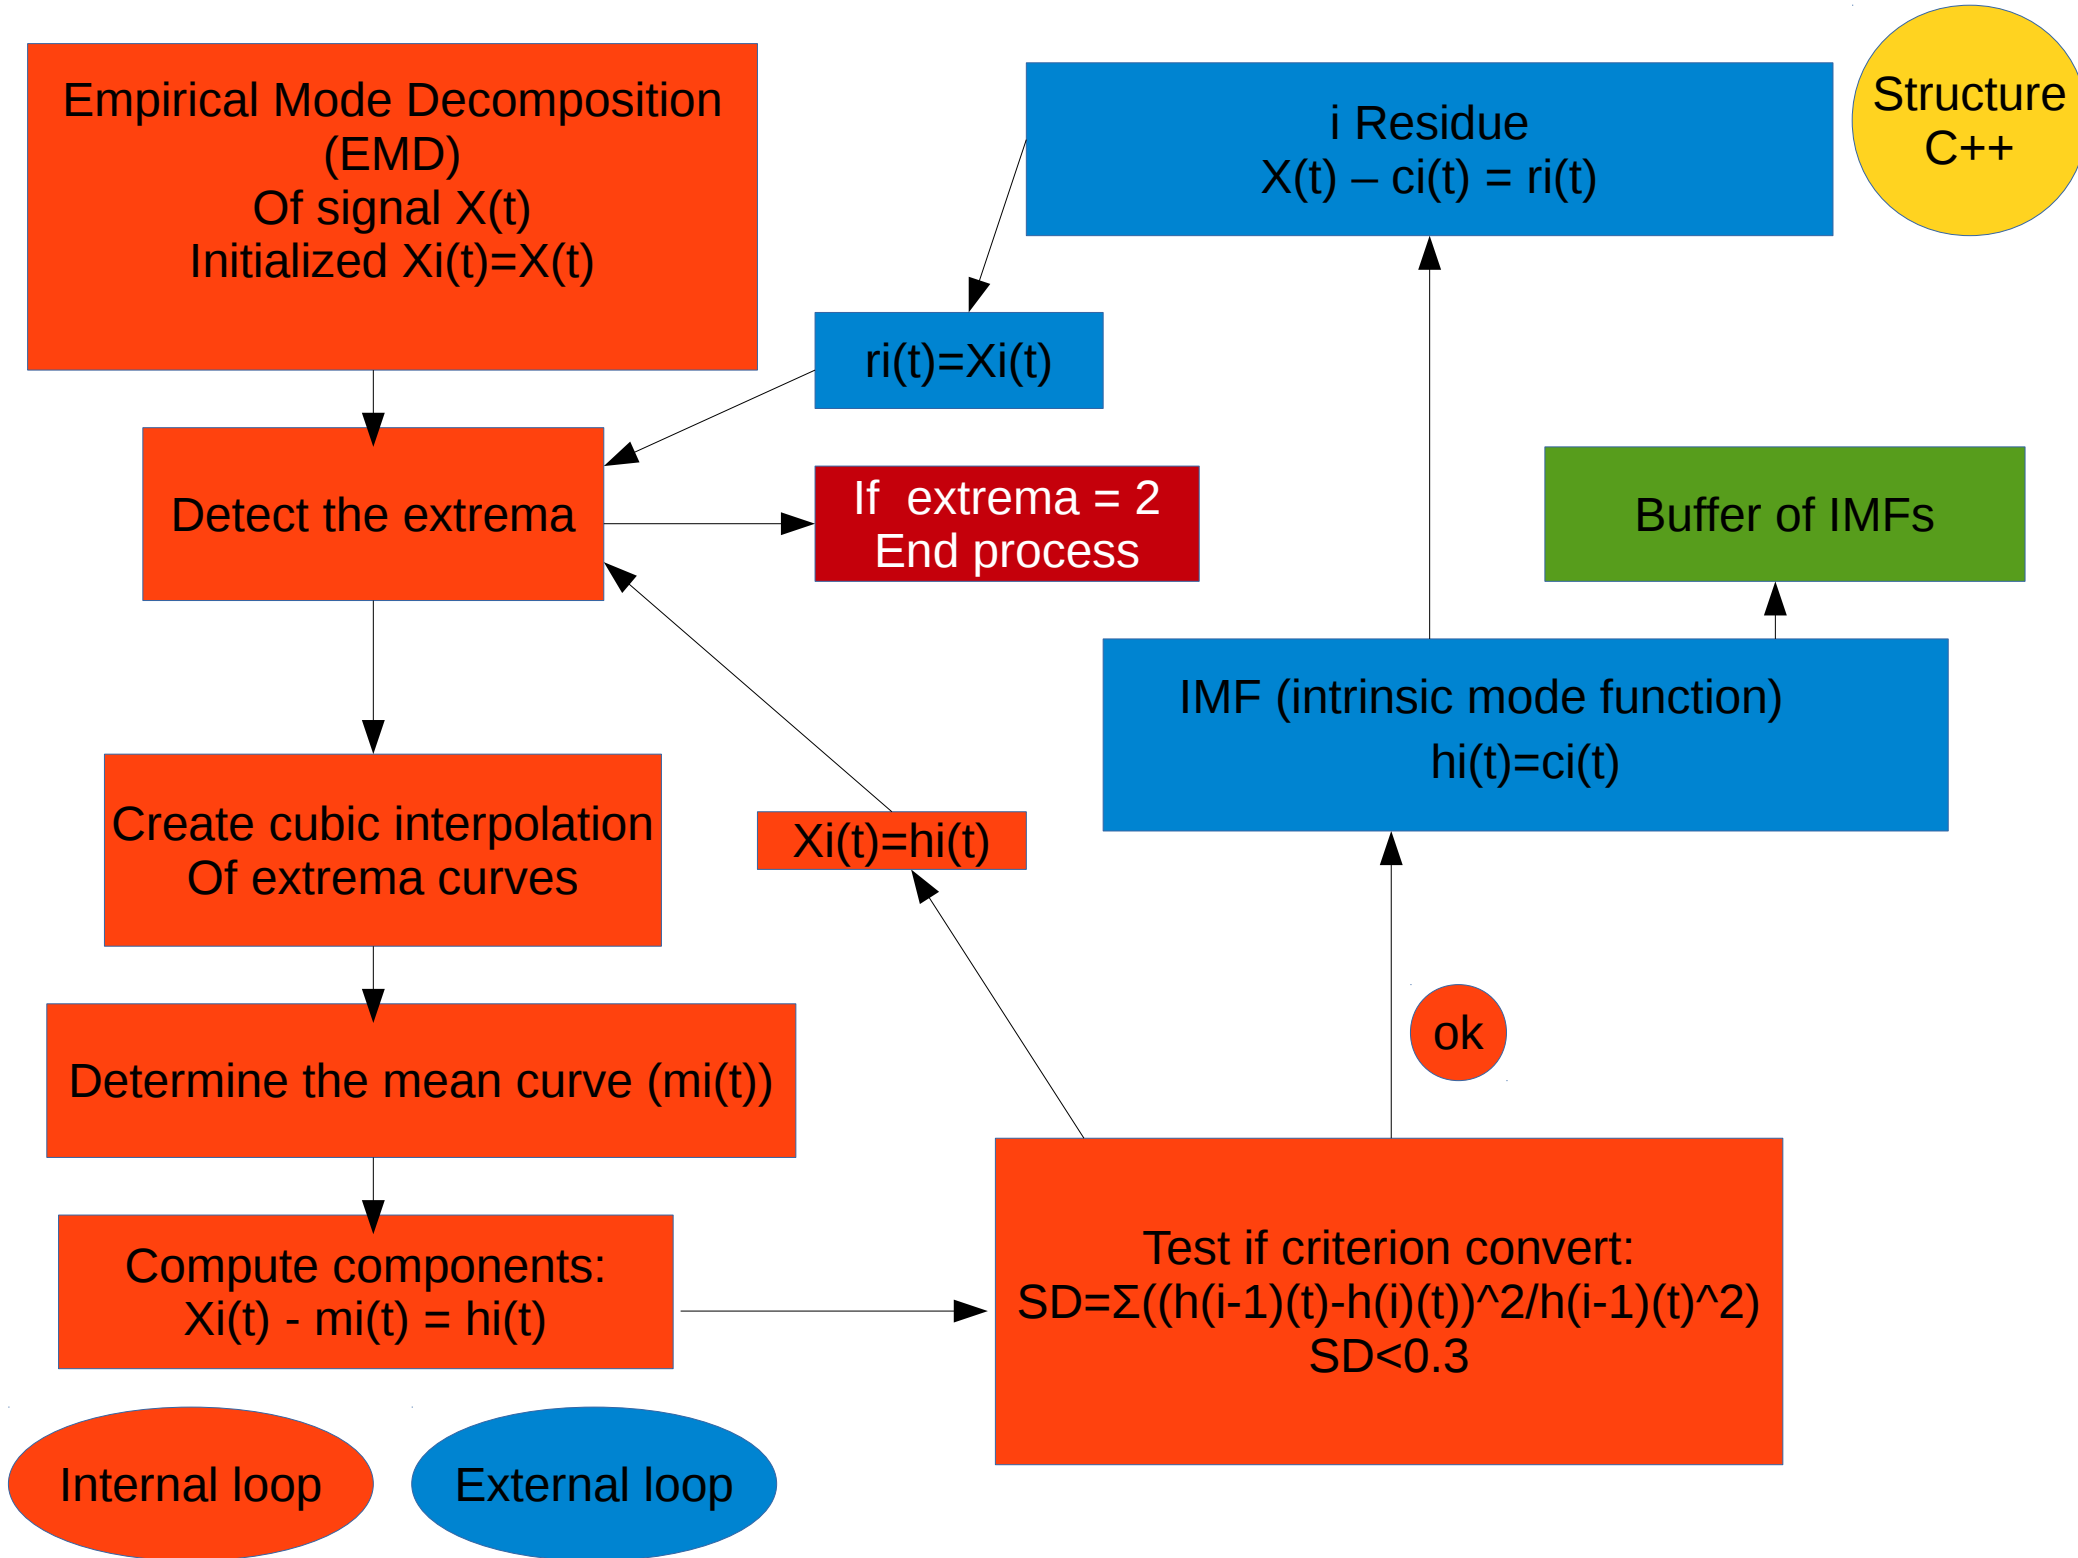 Empirical Mode Decomposition
(EMD)
Of signal X(t)
Initialized Xi(t)=X(t)
i Residue
X(t) – ci(t) = ri(t)
Structure
C++
ri(t)=Xi(t)
Detect the extrema
If  extrema = 2
End process
Buffer of IMFs
IMF (intrinsic mode function)
hi(t)=ci(t)
Create cubic interpolation
Of extrema curves
Xi(t)=hi(t)
ok
Determine the mean curve (mi(t))
Compute components:
Xi(t) - mi(t) = hi(t)
Test if criterion convert:
SD=Σ((h(i-1)(t)-h(i)(t))^2/h(i-1)(t)^2)
SD<0.3
Internal loop
External loop